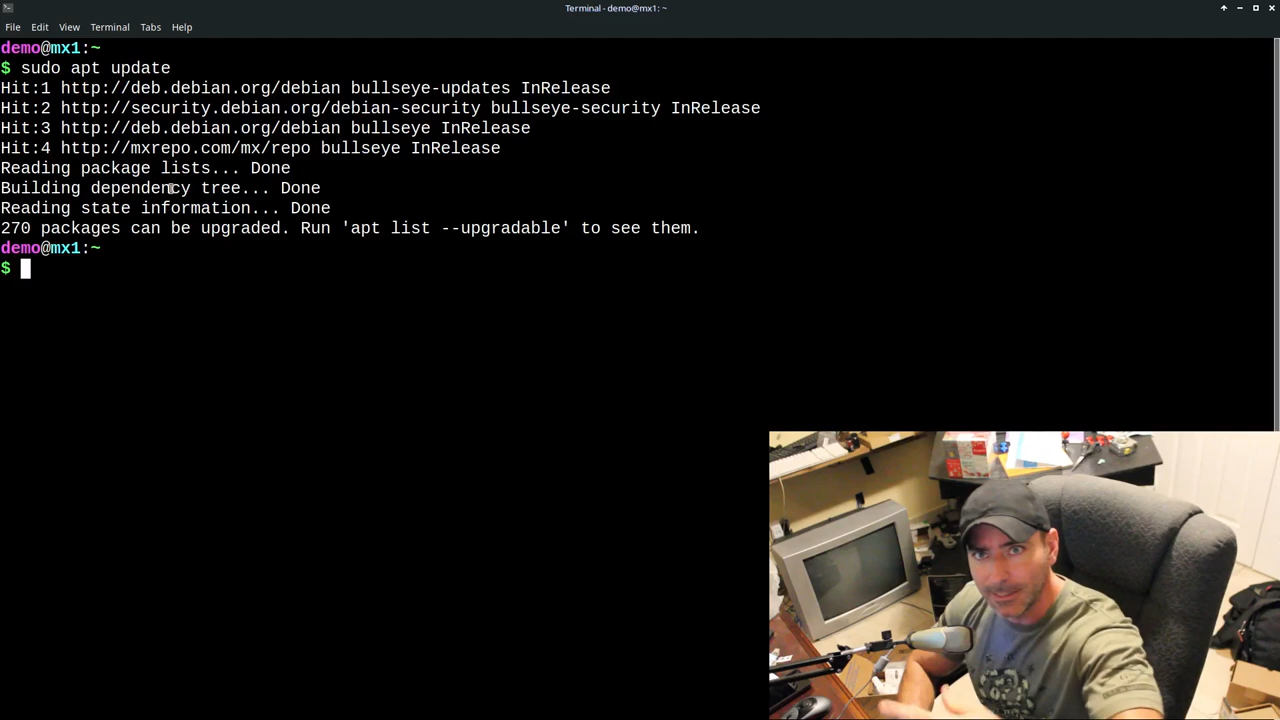 Terminal - demo@mx1: ~
File Edit View Terminal Tabs Help
demo@mx1:~
$ sudo apt update
Hit:1 http://deb.debian.org/debian bullseye-updates InRelease
Hit:2 http://security.debian.org/debian-security bullseye-security InRelease
Hit:3 http://deb.debian.org/debian bullseye InRelease
Hit:4 http://mxrepo.com/mx/repo bullseye InRelease
Reading package lists... Done
Building dependency tree... Done
Reading state information... Done
270 packages can be upgraded. Run 'apt list --upgradable' to see them.
demo@mx1:~
$